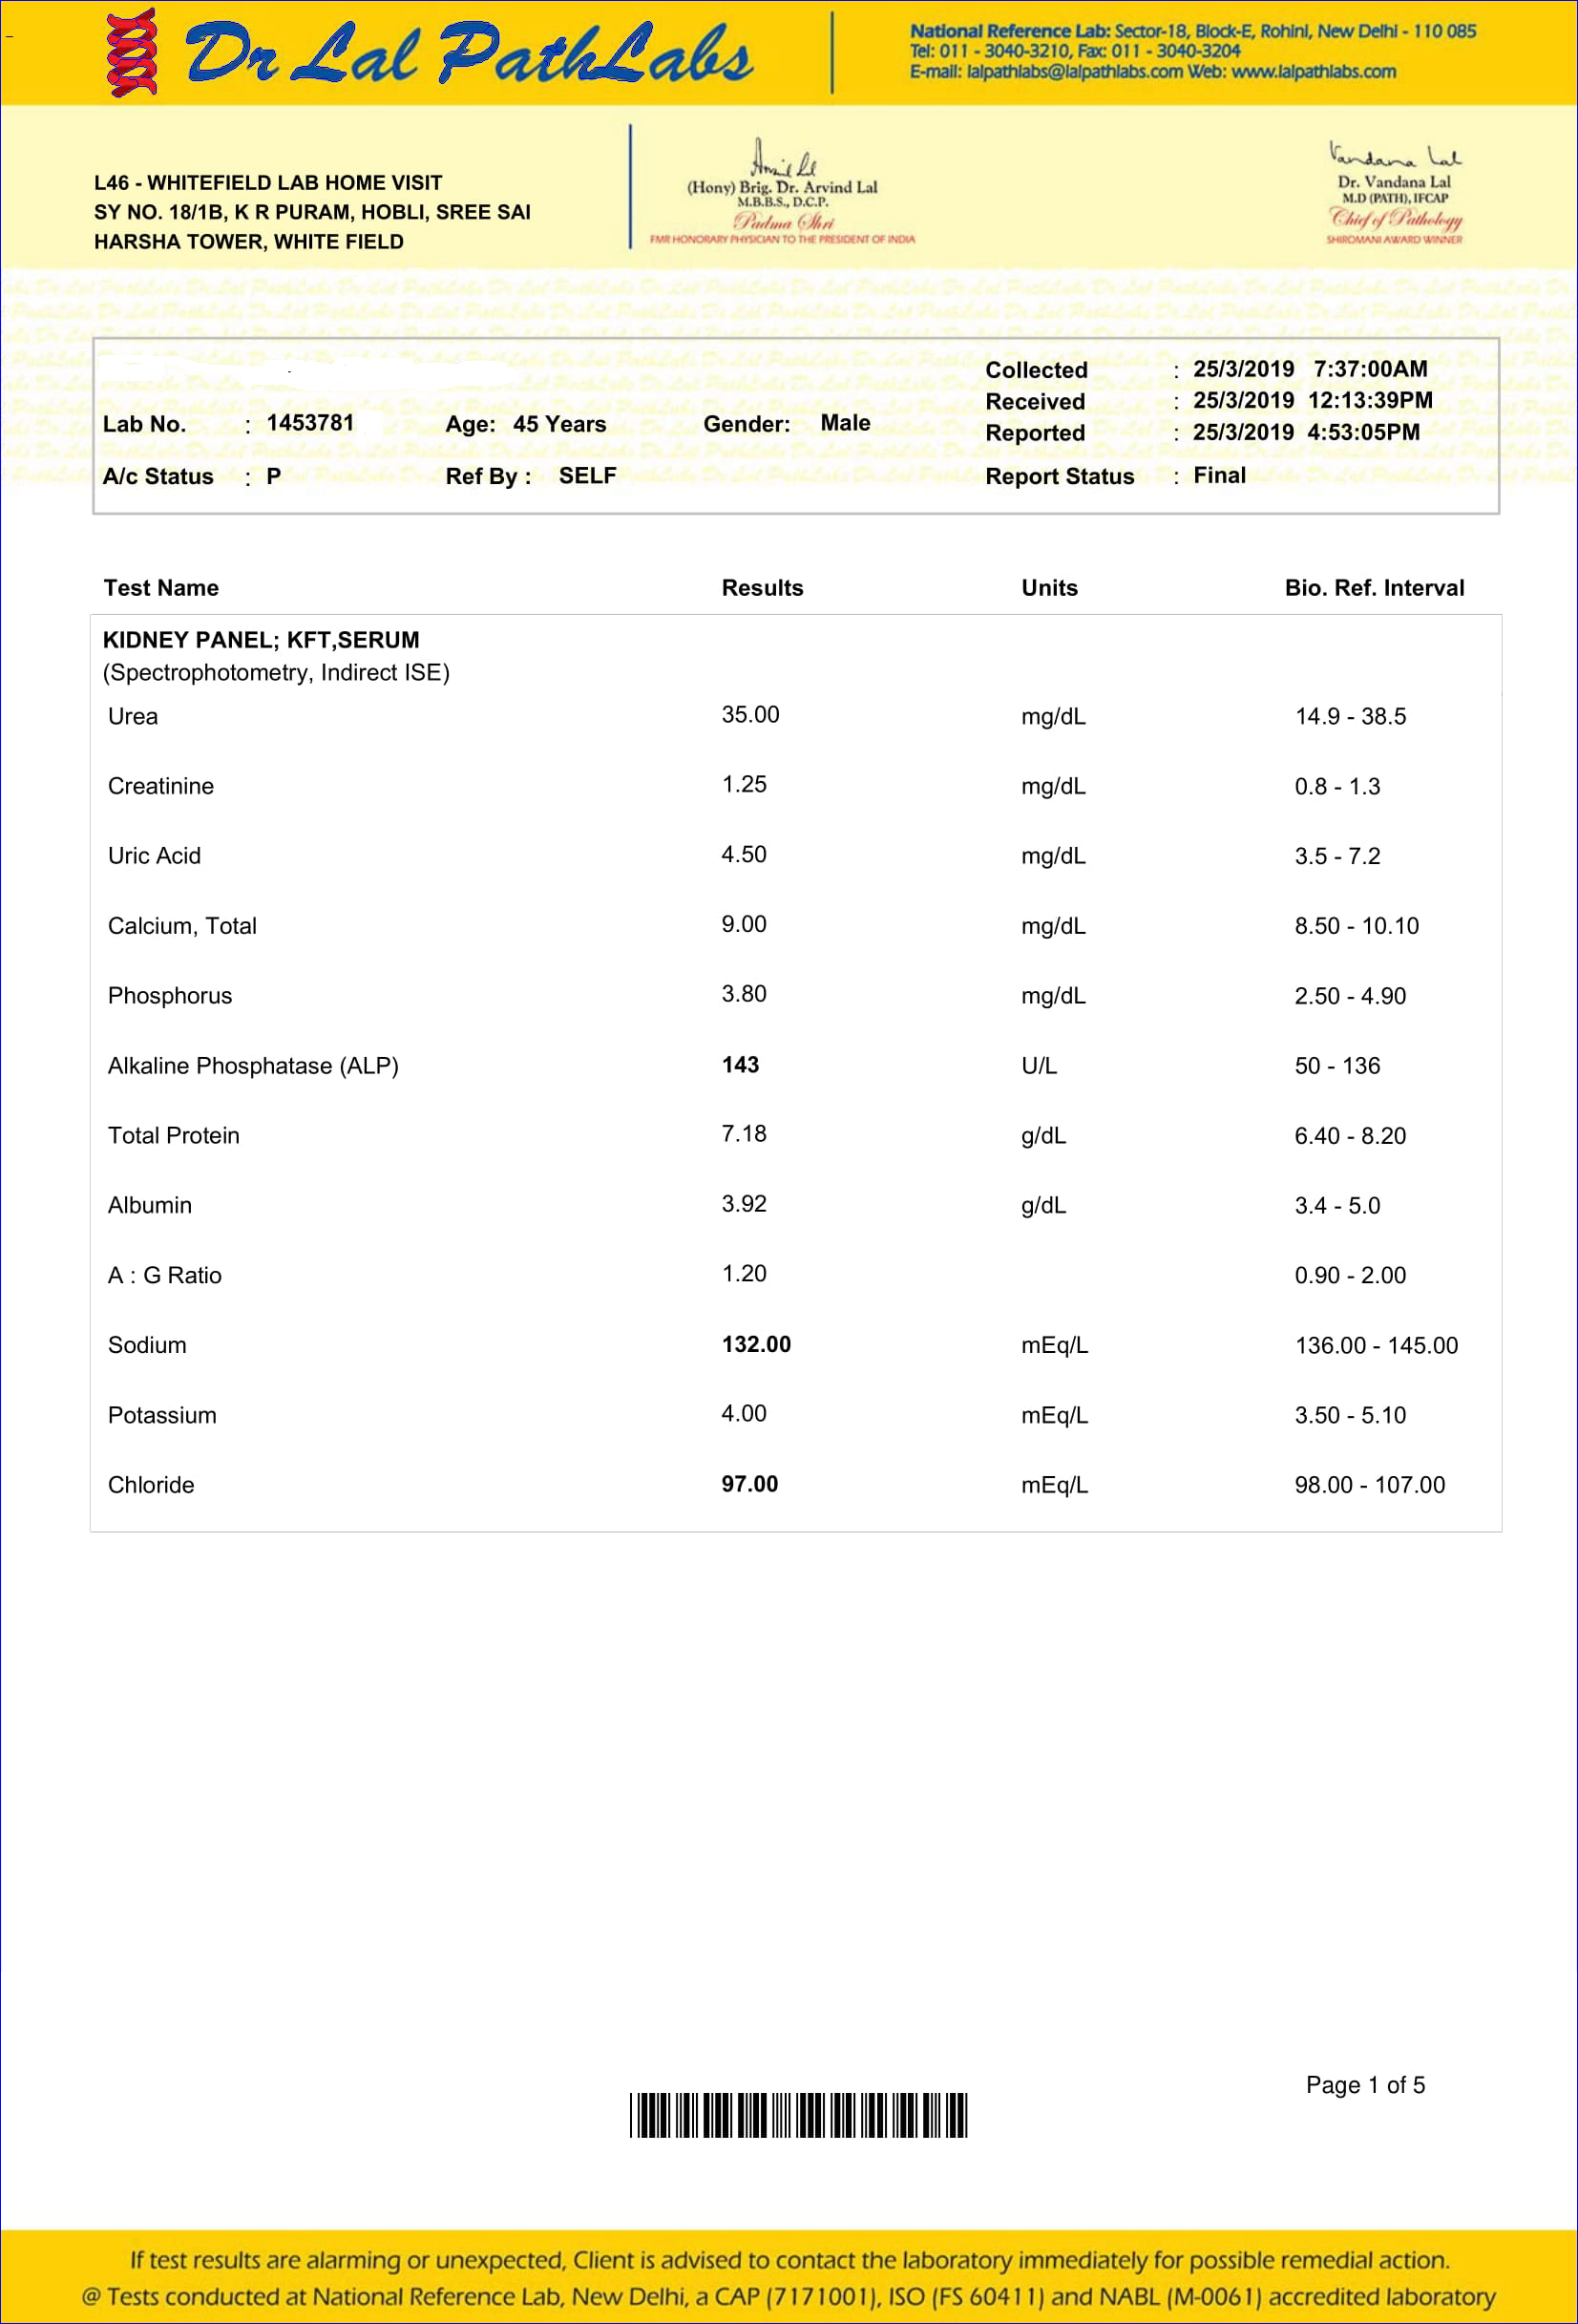 Dr Lal PathLabs
National Reference Lab: Sector-18, Block-E, Rohini, New Delhi - 110 085
Tel: 011 - 3040-3210, Fax: 011 - 3040-3204
E-mail: lalpathlabs@lalpathlabs.com Web: www.lalpathlabs.com
L46 - WHITEFIELD LAB HOME VISIT
SY NO. 18/1B, K R PURAM, HOBLI, SREE SAI
HARSHA TOWER, WHITE FIELD
(Hony) Brig. Dr. Arvind Lal
M.B.B.S., D.C.P.
Padma Shri
FMR HONORARY PHYSICIAN TO THE PRESIDENT OF INDIA
Vandana Lal
Dr. Vandana Lal
M.D (PATH), IFCAP
Chief of Pathology
SHIROMANI AWARD WINNER
Collected : 25/3/2019 7:37:00AM
Received : 25/3/2019 12:13:39PM
Lab No. : 1453781 Age: 45 Years Gender: Male
Reported : 25/3/2019 4:53:05PM
A/c Status : P Ref By : SELF Report Status : Final
Test Name Results Units Bio. Ref. Interval
KIDNEY PANEL; KFT,SERUM
(Spectrophotometry, Indirect ISE)
Urea 35.00 mg/dL 14.9 - 38.5
Creatinine 1.25 mg/dL 0.8 - 1.3
Uric Acid 4.50 mg/dL 3.5 - 7.2
Calcium, Total 9.00 mg/dL 8.50 - 10.10
Phosphorus 3.80 mg/dL 2.50 - 4.90
Alkaline Phosphatase (ALP) 143 U/L 50 - 136
Total Protein 7.18 g/dL 6.40 - 8.20
Albumin 3.92 g/dL 3.4 - 5.0
A : G Ratio 1.20 0.90 - 2.00
Sodium 132.00 mEq/L 136.00 - 145.00
Potassium 4.00 mEq/L 3.50 - 5.10
Chloride 97.00 mEq/L 98.00 - 107.00
Page 1 of 5
If test results are alarming or unexpected, Client is advised to contact the laboratory immediately for possible remedial action.
@ Tests conducted at National Reference Lab, New Delhi, a CAP (7171001), ISO (FS 60411) and NABL (M-0061) accredited laboratory